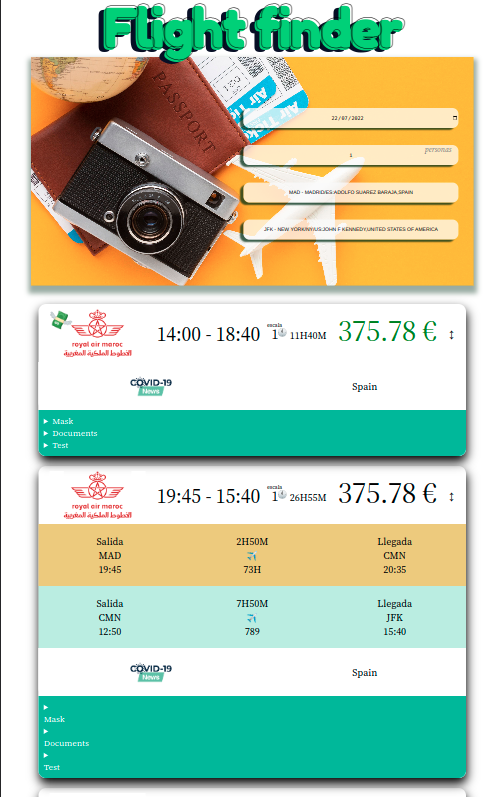 Flight finder
PASSPORT
Air Ticket
22/07/2022
personas
1
MAD - MADRID/ES:ADOLFO SUAREZ BARAJA,SPAIN
JFK - NEW YORK/NY/US:JOHN F KENNEDY,UNITED STATES OF AMERICA
royal air maroc
الخطوط الملكية المغربية
14:00 - 18:40
escala
1
11H40M
375.78 €
COVID-19
News
Spain
Mask
Documents
Test
royal air maroc
الخطوط الملكية المغربية
19:45 - 15:40
escala
1
26H55M
375.78 €
Salida 2H50M Llegada
MAD CMN
19:45 73H 20:35
Salida 7H50M Llegada
CMN JFK
12:50 789 15:40
COVID-19
News
Spain
Mask
Documents
Test